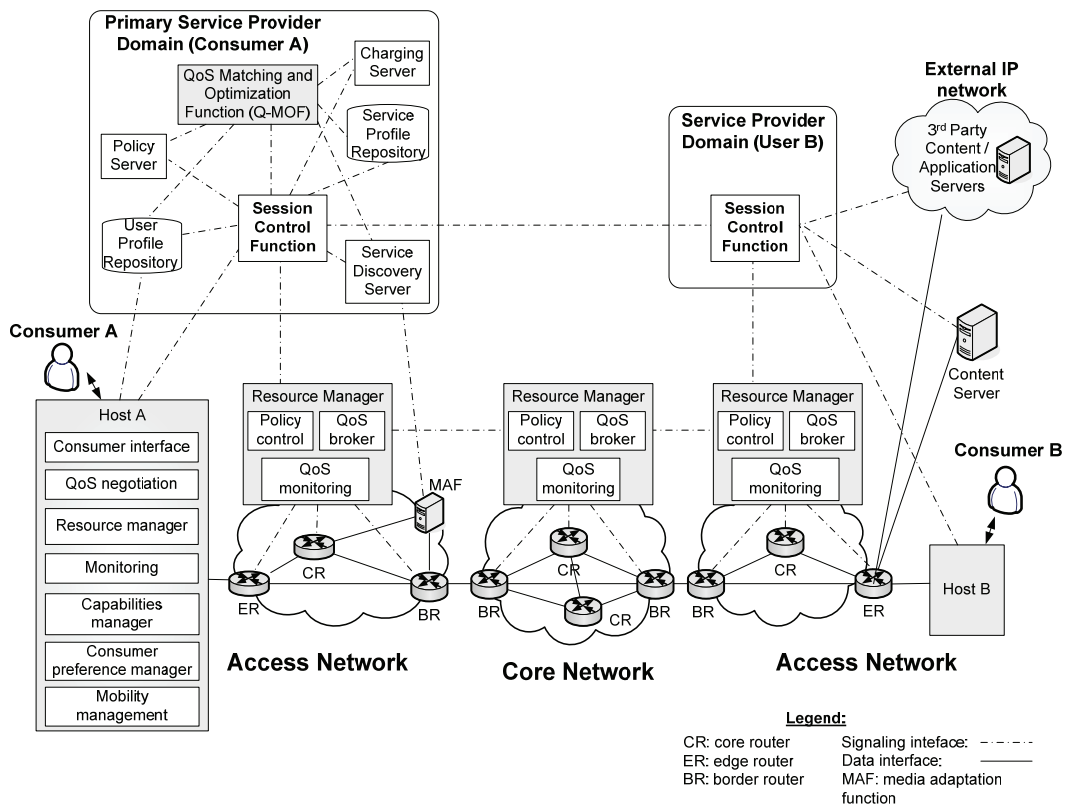 Primary Service Provider
Domain (Consumer A)
QoS Matching and
Optimization
Function (Q-MOF)
Charging
Server
Service
Profile
Repository
Policy
Server
User
Profile
Repository
Session
Control
Function
Service
Discovery
Server
Service Provider
Domain (User B)
Session
Control
Function
External IP
network
3rd Party
Content /
Application
Servers
Content
Server
Consumer A
Host A
Consumer interface
QoS negotiation
Resource manager
Monitoring
Capabilities
manager
Consumer
preference manager
Mobility
management
Resource Manager
Policy
control
QoS
broker
QoS
monitoring
MAF
CR
ER
BR
Access Network
Resource Manager
Policy
control
QoS
broker
QoS
monitoring
BR
CR
CR
BR
Core Network
Resource Manager
Policy
control
QoS
broker
QoS
monitoring
BR
CR
ER
Access Network
Consumer B
Host B
Legend:
CR: core router
ER: edge router
BR: border router
Signaling inteface:
Data interface:
MAF: media adaptation
function